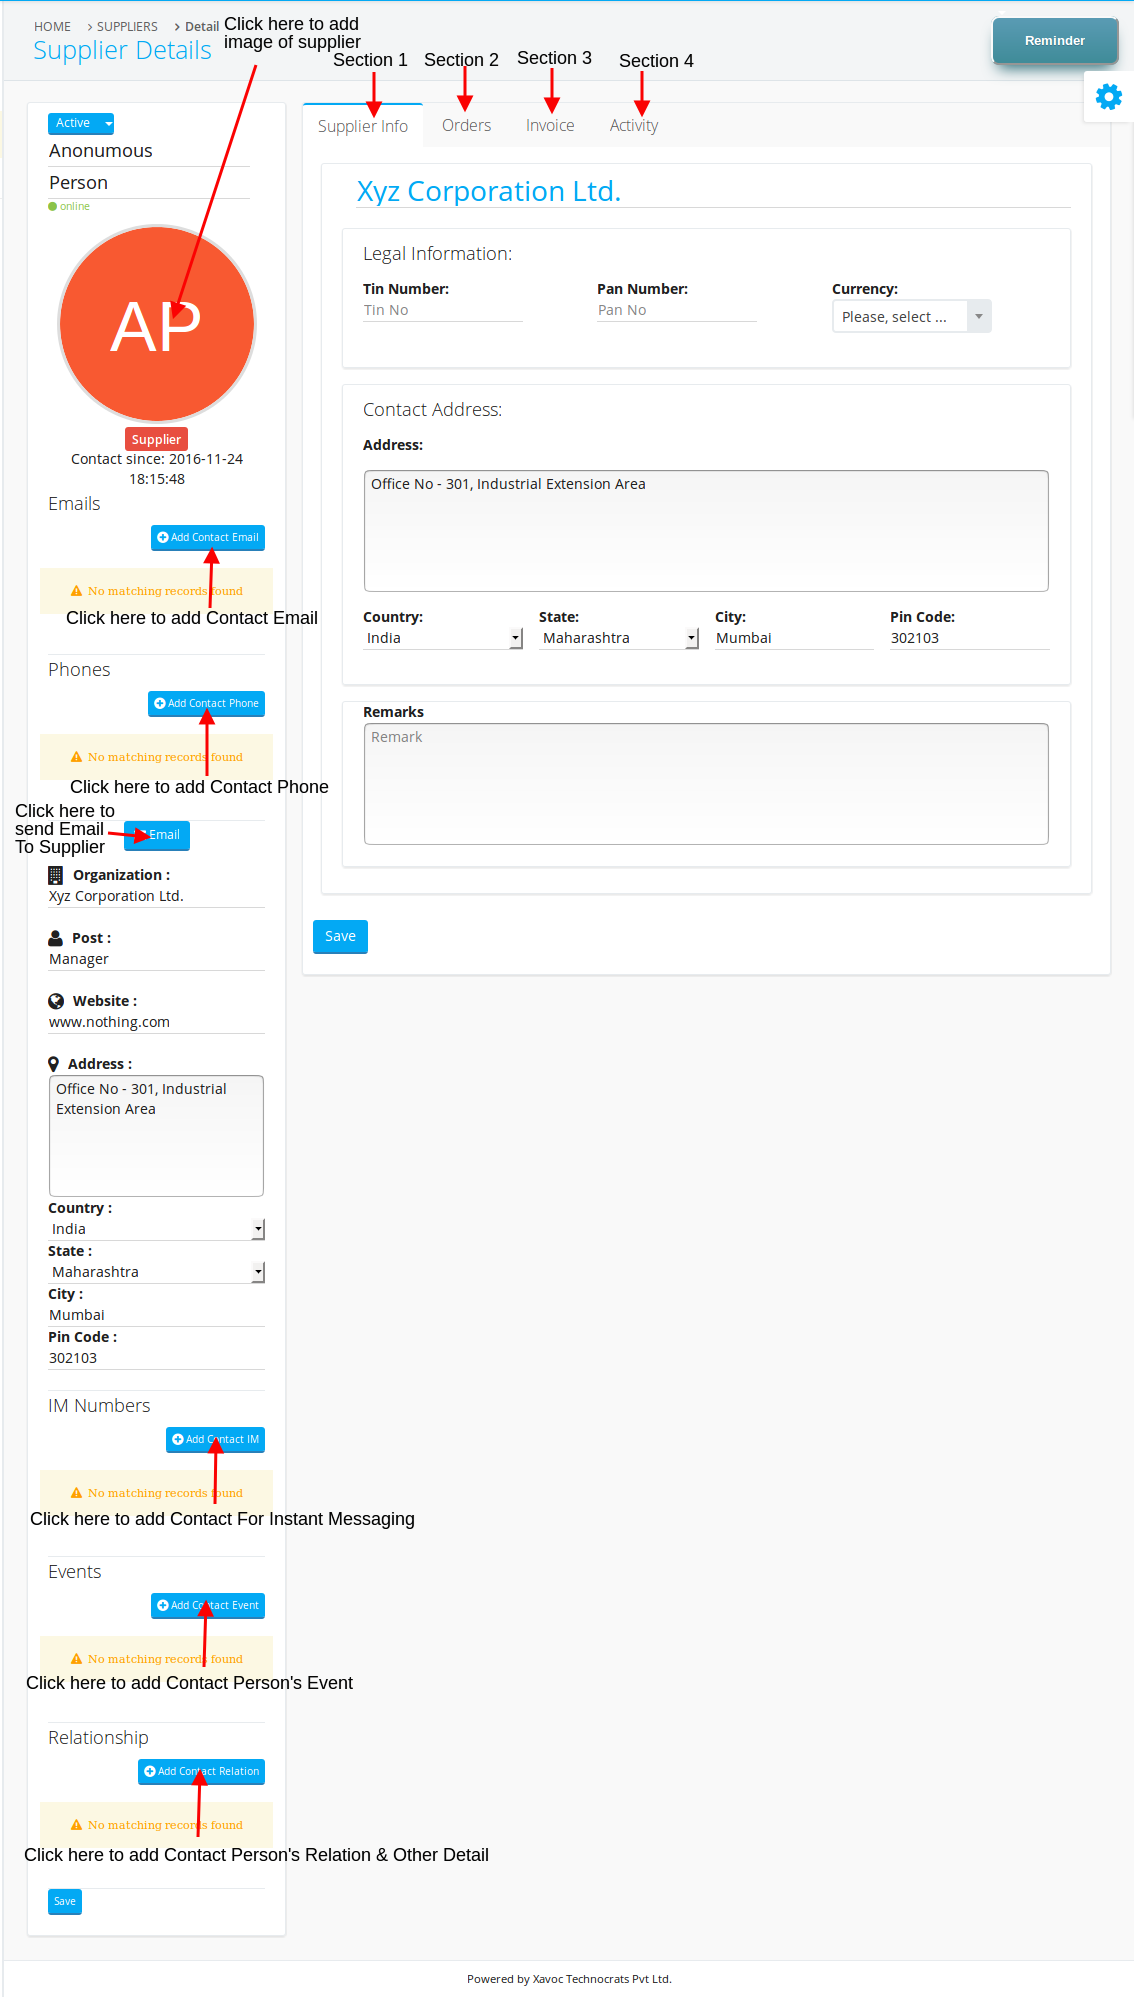 HOME > SUPPLIERS > Detail
Supplier Details
Click here to add
image of supplier
Section 1
Section 2
Section 3
Section 4
Reminder
Active
Anonumous
Person
online
AP
Supplier
Contact since: 2016-11-24
18:15:48
Emails
Add Contact Email
No matching records found
Click here to add Contact Email
Phones
Add Contact Phone
No matching records found
Click here to add Contact Phone
Click here to
send Email
To Supplier
Email
Organization :
Xyz Corporation Ltd.
Post :
Manager
Website :
www.nothing.com
Address :
Office No - 301, Industrial
Extension Area
Country :
India
State :
Maharashtra
City :
Mumbai
Pin Code :
302103
IM Numbers
Add Contact IM
No matching records found
Click here to add Contact For Instant Messaging
Events
Add Contact Event
No matching records found
Click here to add Contact Person's Event
Relationship
Add Contact Relation
No matching records found
Click here to add Contact Person's Relation & Other Detail
Save
Supplier Info
Orders
Invoice
Activity
Xyz Corporation Ltd.
Legal Information:
Tin Number: Pan Number: Currency:
Tin No Pan No Please, select ...
Contact Address:
Address:
Office No - 301, Industrial Extension Area
Country: State: City: Pin Code:
India Maharashtra Mumbai 302103
Remarks
Remark
Save
Powered by Xavoc Technocrats Pvt Ltd.